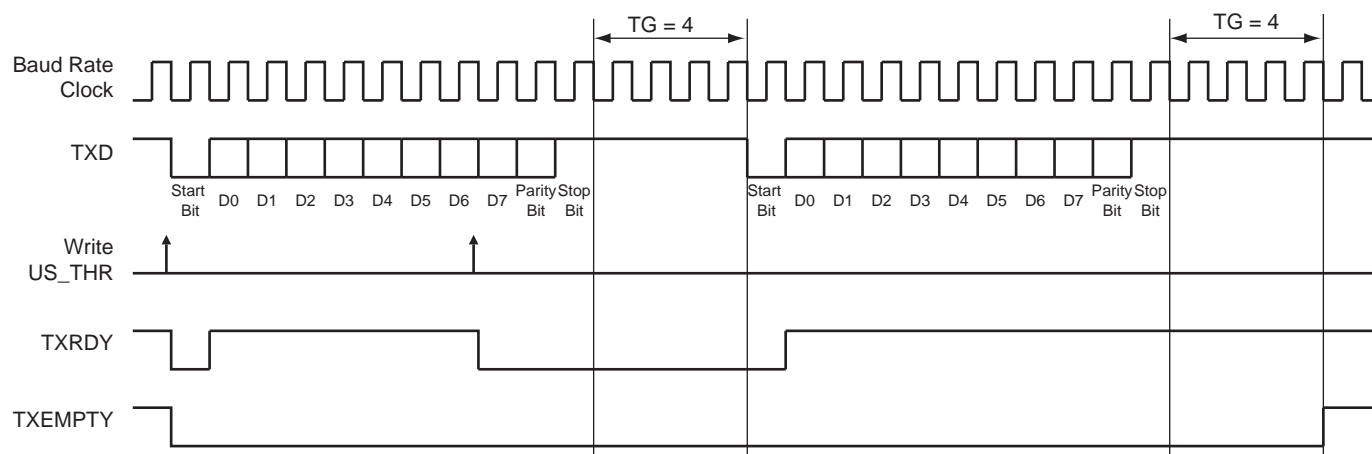 TG = 4
TG = 4
Baud Rate
Clock
TXD
Start
Bit
D0
D1
D2
D3
D4
D5
D6
D7
Parity
Bit
Stop
Bit
Start
Bit
D0
D1
D2
D3
D4
D5
D6
D7
Parity
Bit
Stop
Bit
Write
US_THR
TXRDY
TXEMPTY